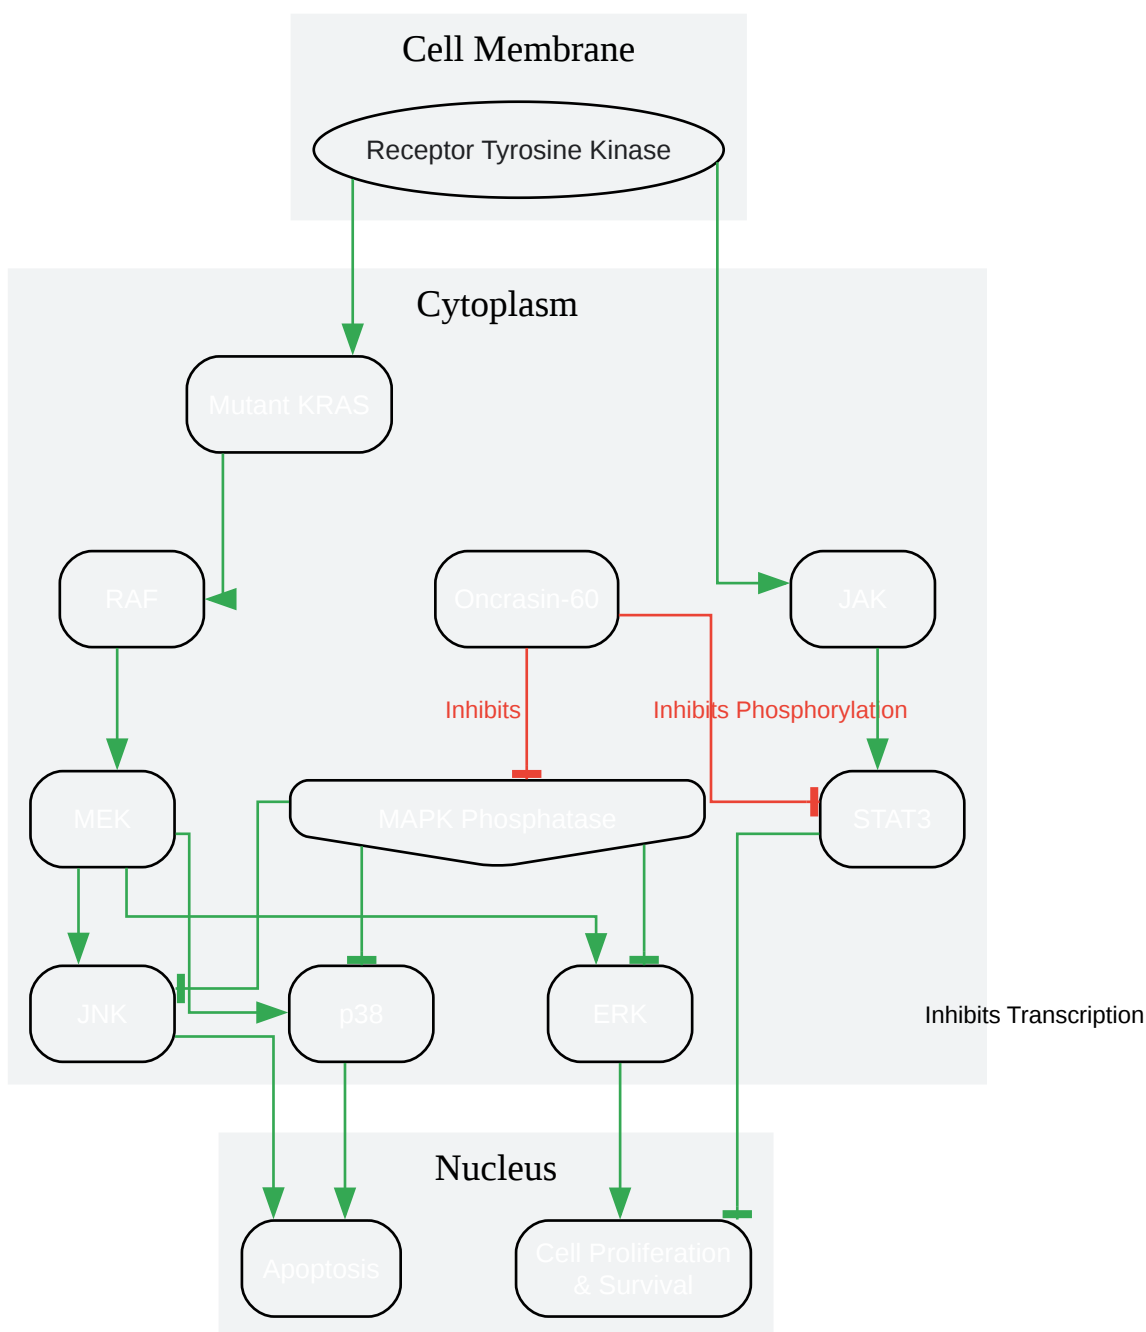 Cell Membrane
Receptor Tyrosine Kinase
Cytoplasm
Mutant KRAS
RAF
Oncrasin-60
JAK
Inhibits
Inhibits Phosphorylation
MEK
MAPK Phosphatase
STAT3
JNK
p38
ERK
Inhibits Transcription
Nucleus
Apoptosis
Cell Proliferation
& Survival